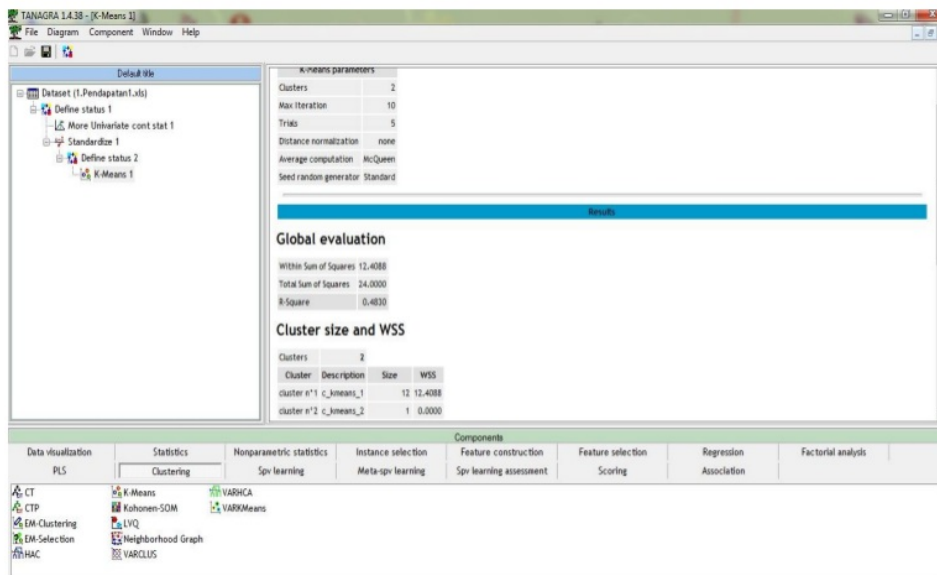 TANAGRA 1.4.38 - [K-Means 1]
File Diagram Component Window Help
Default title
Dataset (1.Pendapatan1.xls)
Define status 1
More Univariate cont stat 1
Standardize 1
Define status 2
K-Means 1
K-Means parameters
Clusters 2
Max Iteration 10
Trials 5
Distance normalization none
Average computation McQueen
Seed random generator Standard
Results
Global evaluation
Within Sum of Squares 12.4088
Total Sum of Squares 24.0000
R-Square 0.4830
Cluster size and WSS
Clusters 2
Cluster Description Size WSS
cluster n°1 c_kmeans_1 12 12.4088
cluster n°2 c_kmeans_2 1 0.0000
Components
Data visualization Statistics Nonparametric statistics Instance selection Feature construction Feature selection Regression Factorial analysis
PLS Clustering Spv learning Meta-spv learning Spv learning assessment Scoring Association
CT K-Means VARHCA
CTP Kohonen-SOM VARKMeans
EM-Clustering LVQ
EM-Selection Neighborhood Graph
HAC VARCLUS